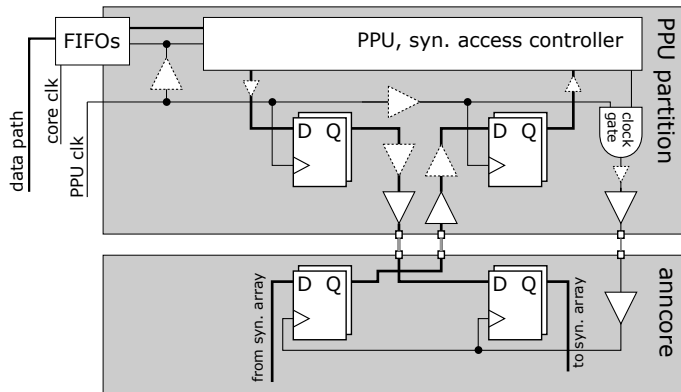 FIFOs
PPU, syn. access controller
PPU partition
data path
core clk
PPU clk
D Q
D Q
clock
gate
D Q
D Q
from syn. array
to syn. array
anncore